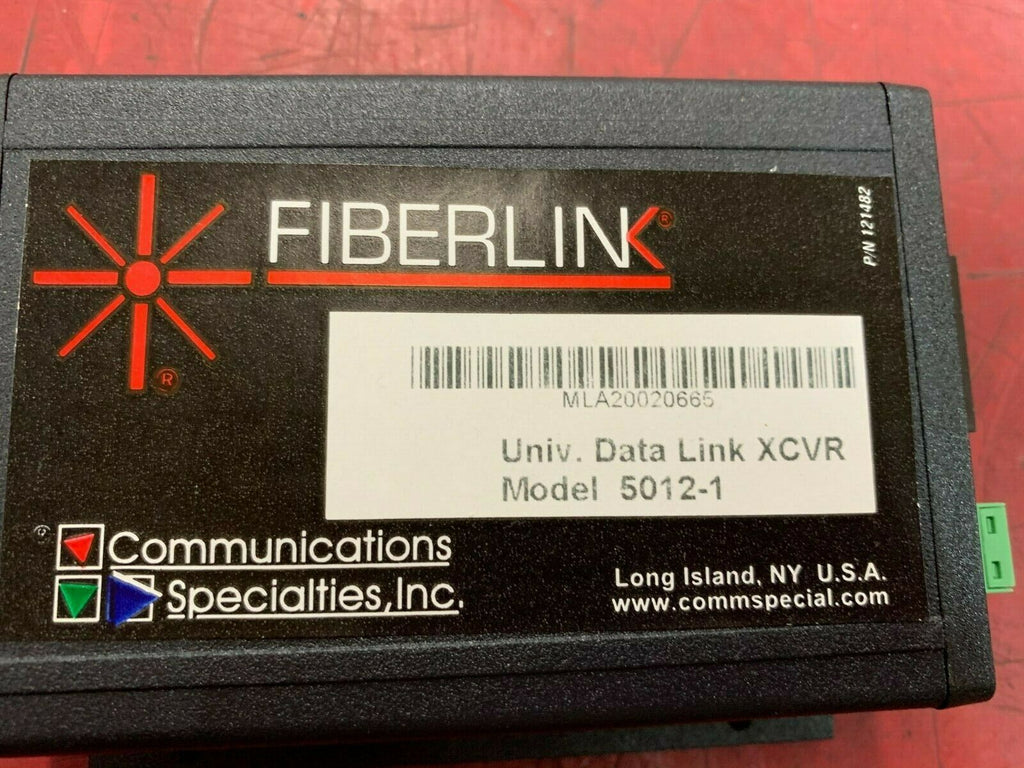 FIBERLINK®
P/N 121482
®
MLA20020665
Univ. Data Link XCVR
Model 5012-1
© Communications
Specialties, Inc.
Long Island, NY U.S.A.
www.commspecial.com